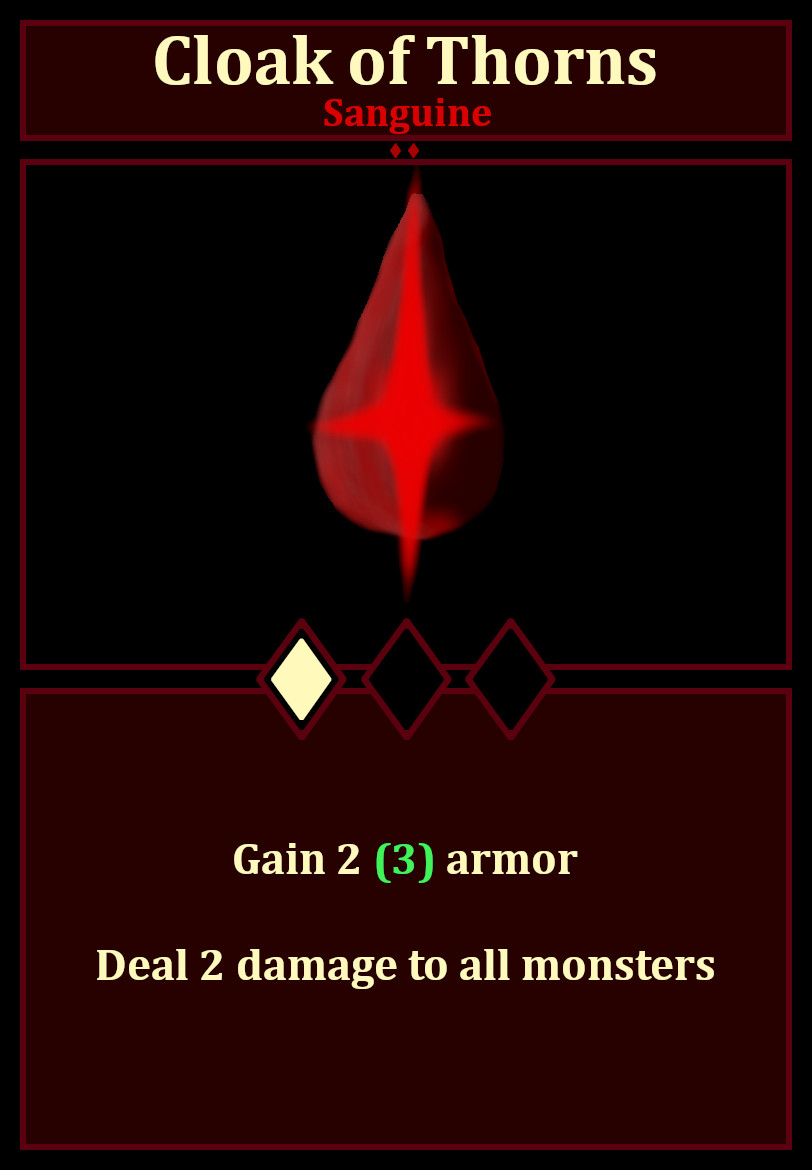 Cloak of Thorns
Sanguine
Gain 2 (3) armor
Deal 2 damage to all monsters